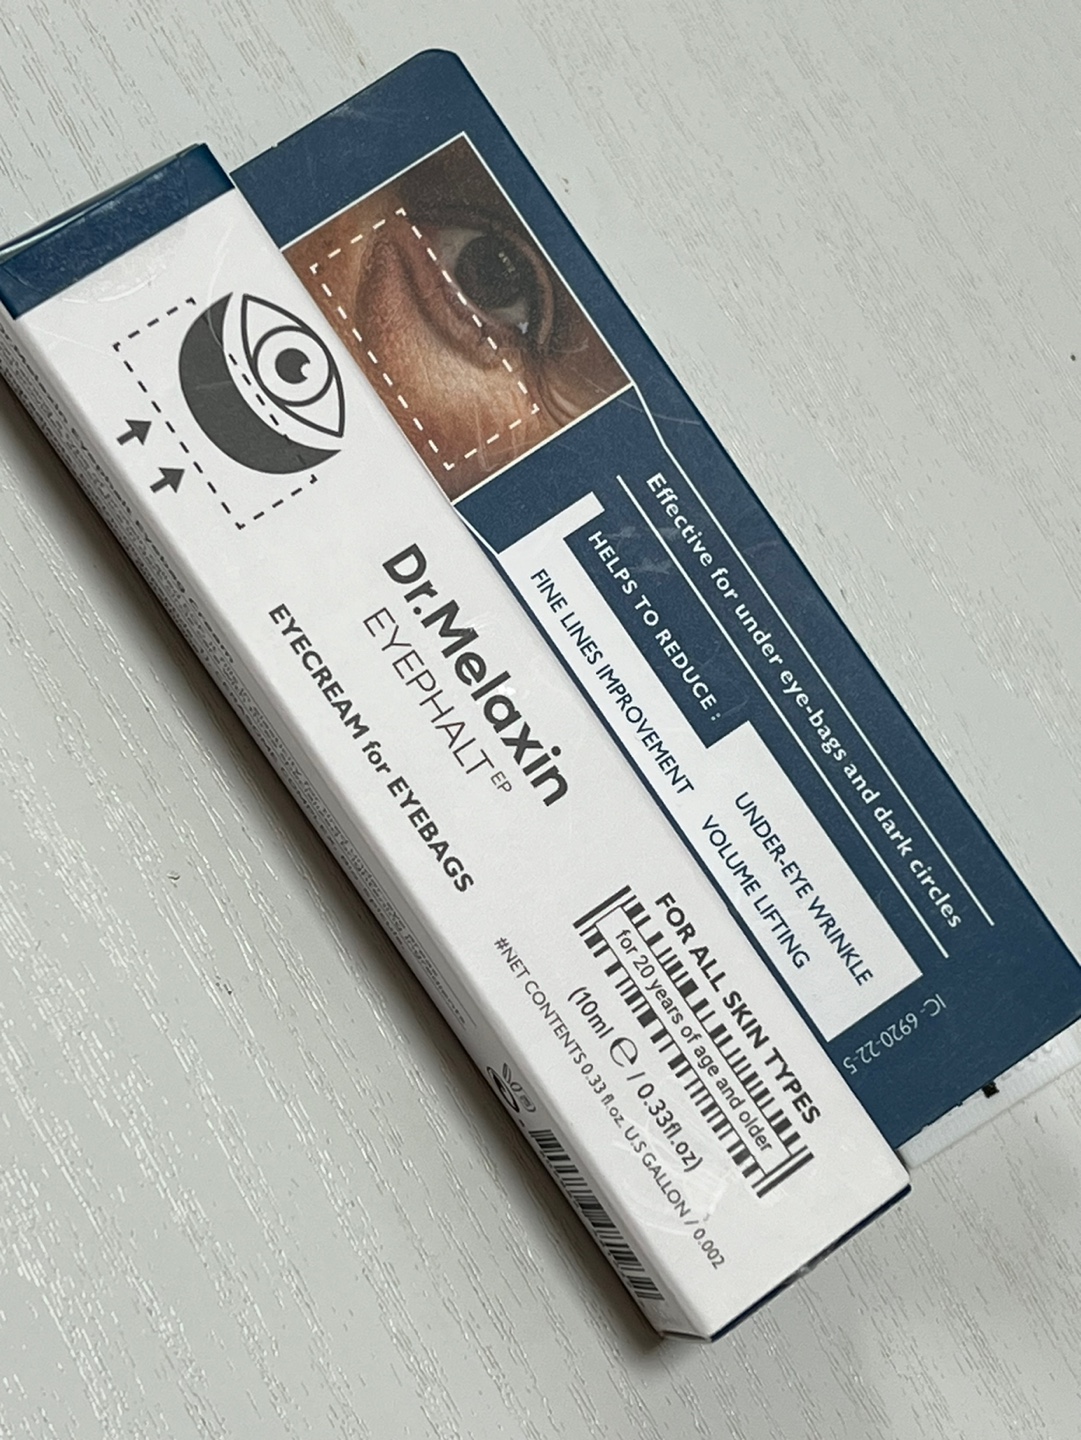 Dr.Melaxin
EYEPHALT EP
EYECREAM for EYEBAGS
FOR ALL SKIN TYPES
for 20 years of age and older
(10ml ℮ / 0.33fl.oz)
#NET CONTENTS 0.33 fl.oz. U.S GALLON / 0.002
Effective for under eye-bags and dark circles
HELPS TO REDUCE :
FINE LINES IMPROVEMENT
UNDER-EYE WRINKLE
VOLUME LIFTING
IC- 6920-22-5